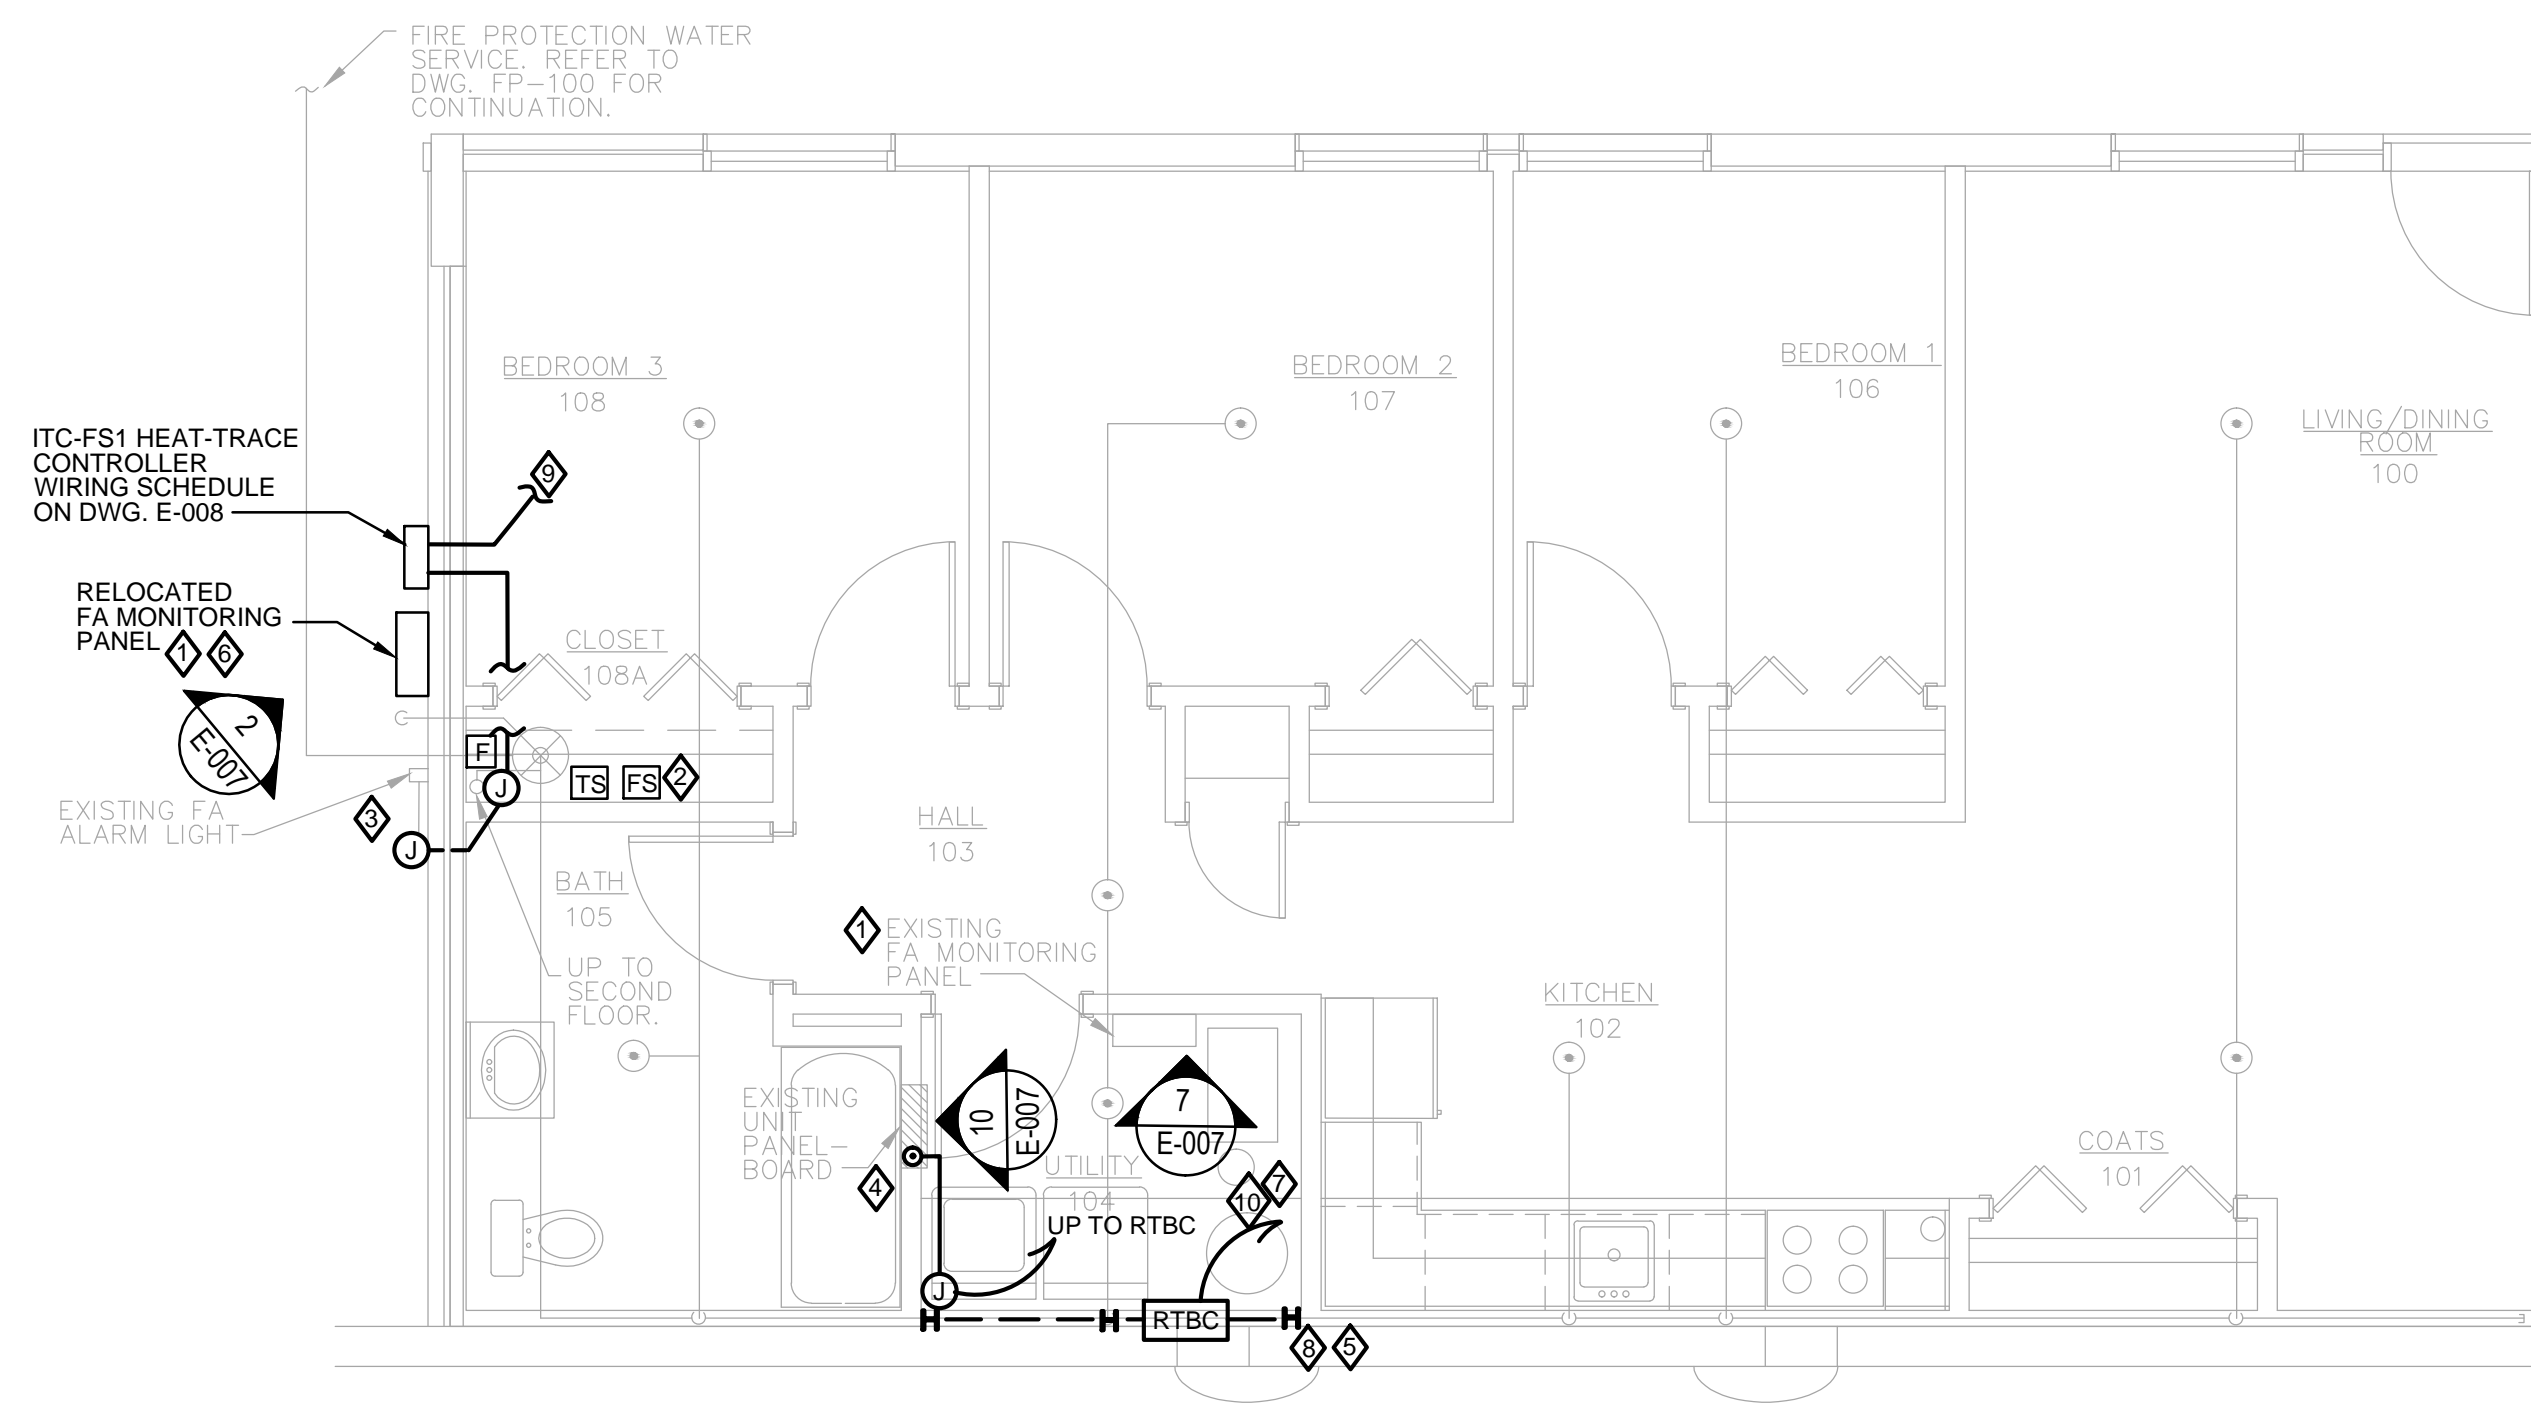 FIRE PROTECTION WATER
SERVICE. REFER TO
DWG. FP-100 FOR
CONTINUATION.
BEDROOM 3
108
BEDROOM 2
107
BEDROOM 1
106
LIVING/DINING
ROOM
100
ITC-FS1 HEAT-TRACE
CONTROLLER
WIRING SCHEDULE
ON DWG. E-008
9
RELOCATED
FA MONITORING
PANEL
1
6
CLOSET
108A
2
E-007
F
J
TS
FS
2
EXISTING FA
ALARM LIGHT
3
J
HALL
103
BATH
105
1
EXISTING
FA MONITORING
PANEL
UP TO
SECOND
FLOOR.
KITCHEN
102
EXISTING
UNIT
PANEL-
BOARD
4
10
E-007
7
E-007
UTILITY
104
UP TO RTBC
10
7
COATS
101
J
RTBC
8
5